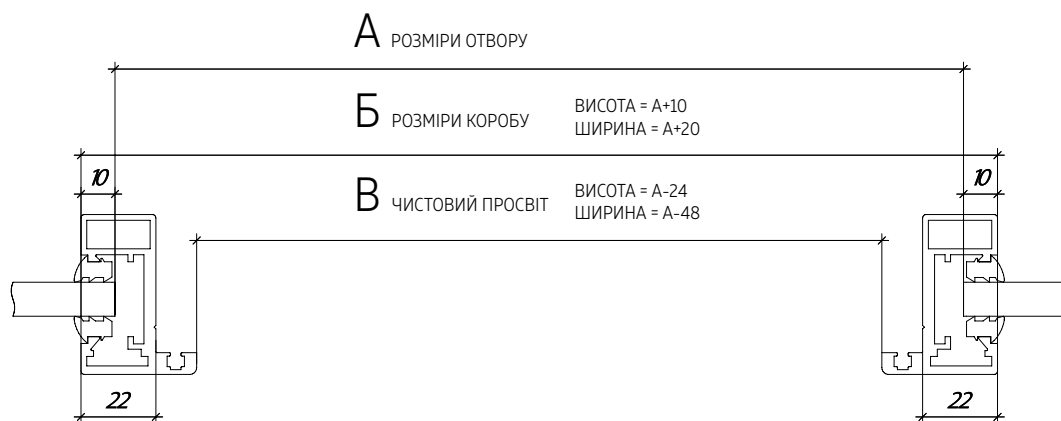 А РОЗМІРИ ОТВОРУ
Б РОЗМІРИ КОРОБУ
ВИСОТА = А+10
ШИРИНА = А+20
10
10
В ЧИСТОВИЙ ПРОСВІТ
ВИСОТА = А-24
ШИРИНА = А-48
22
22